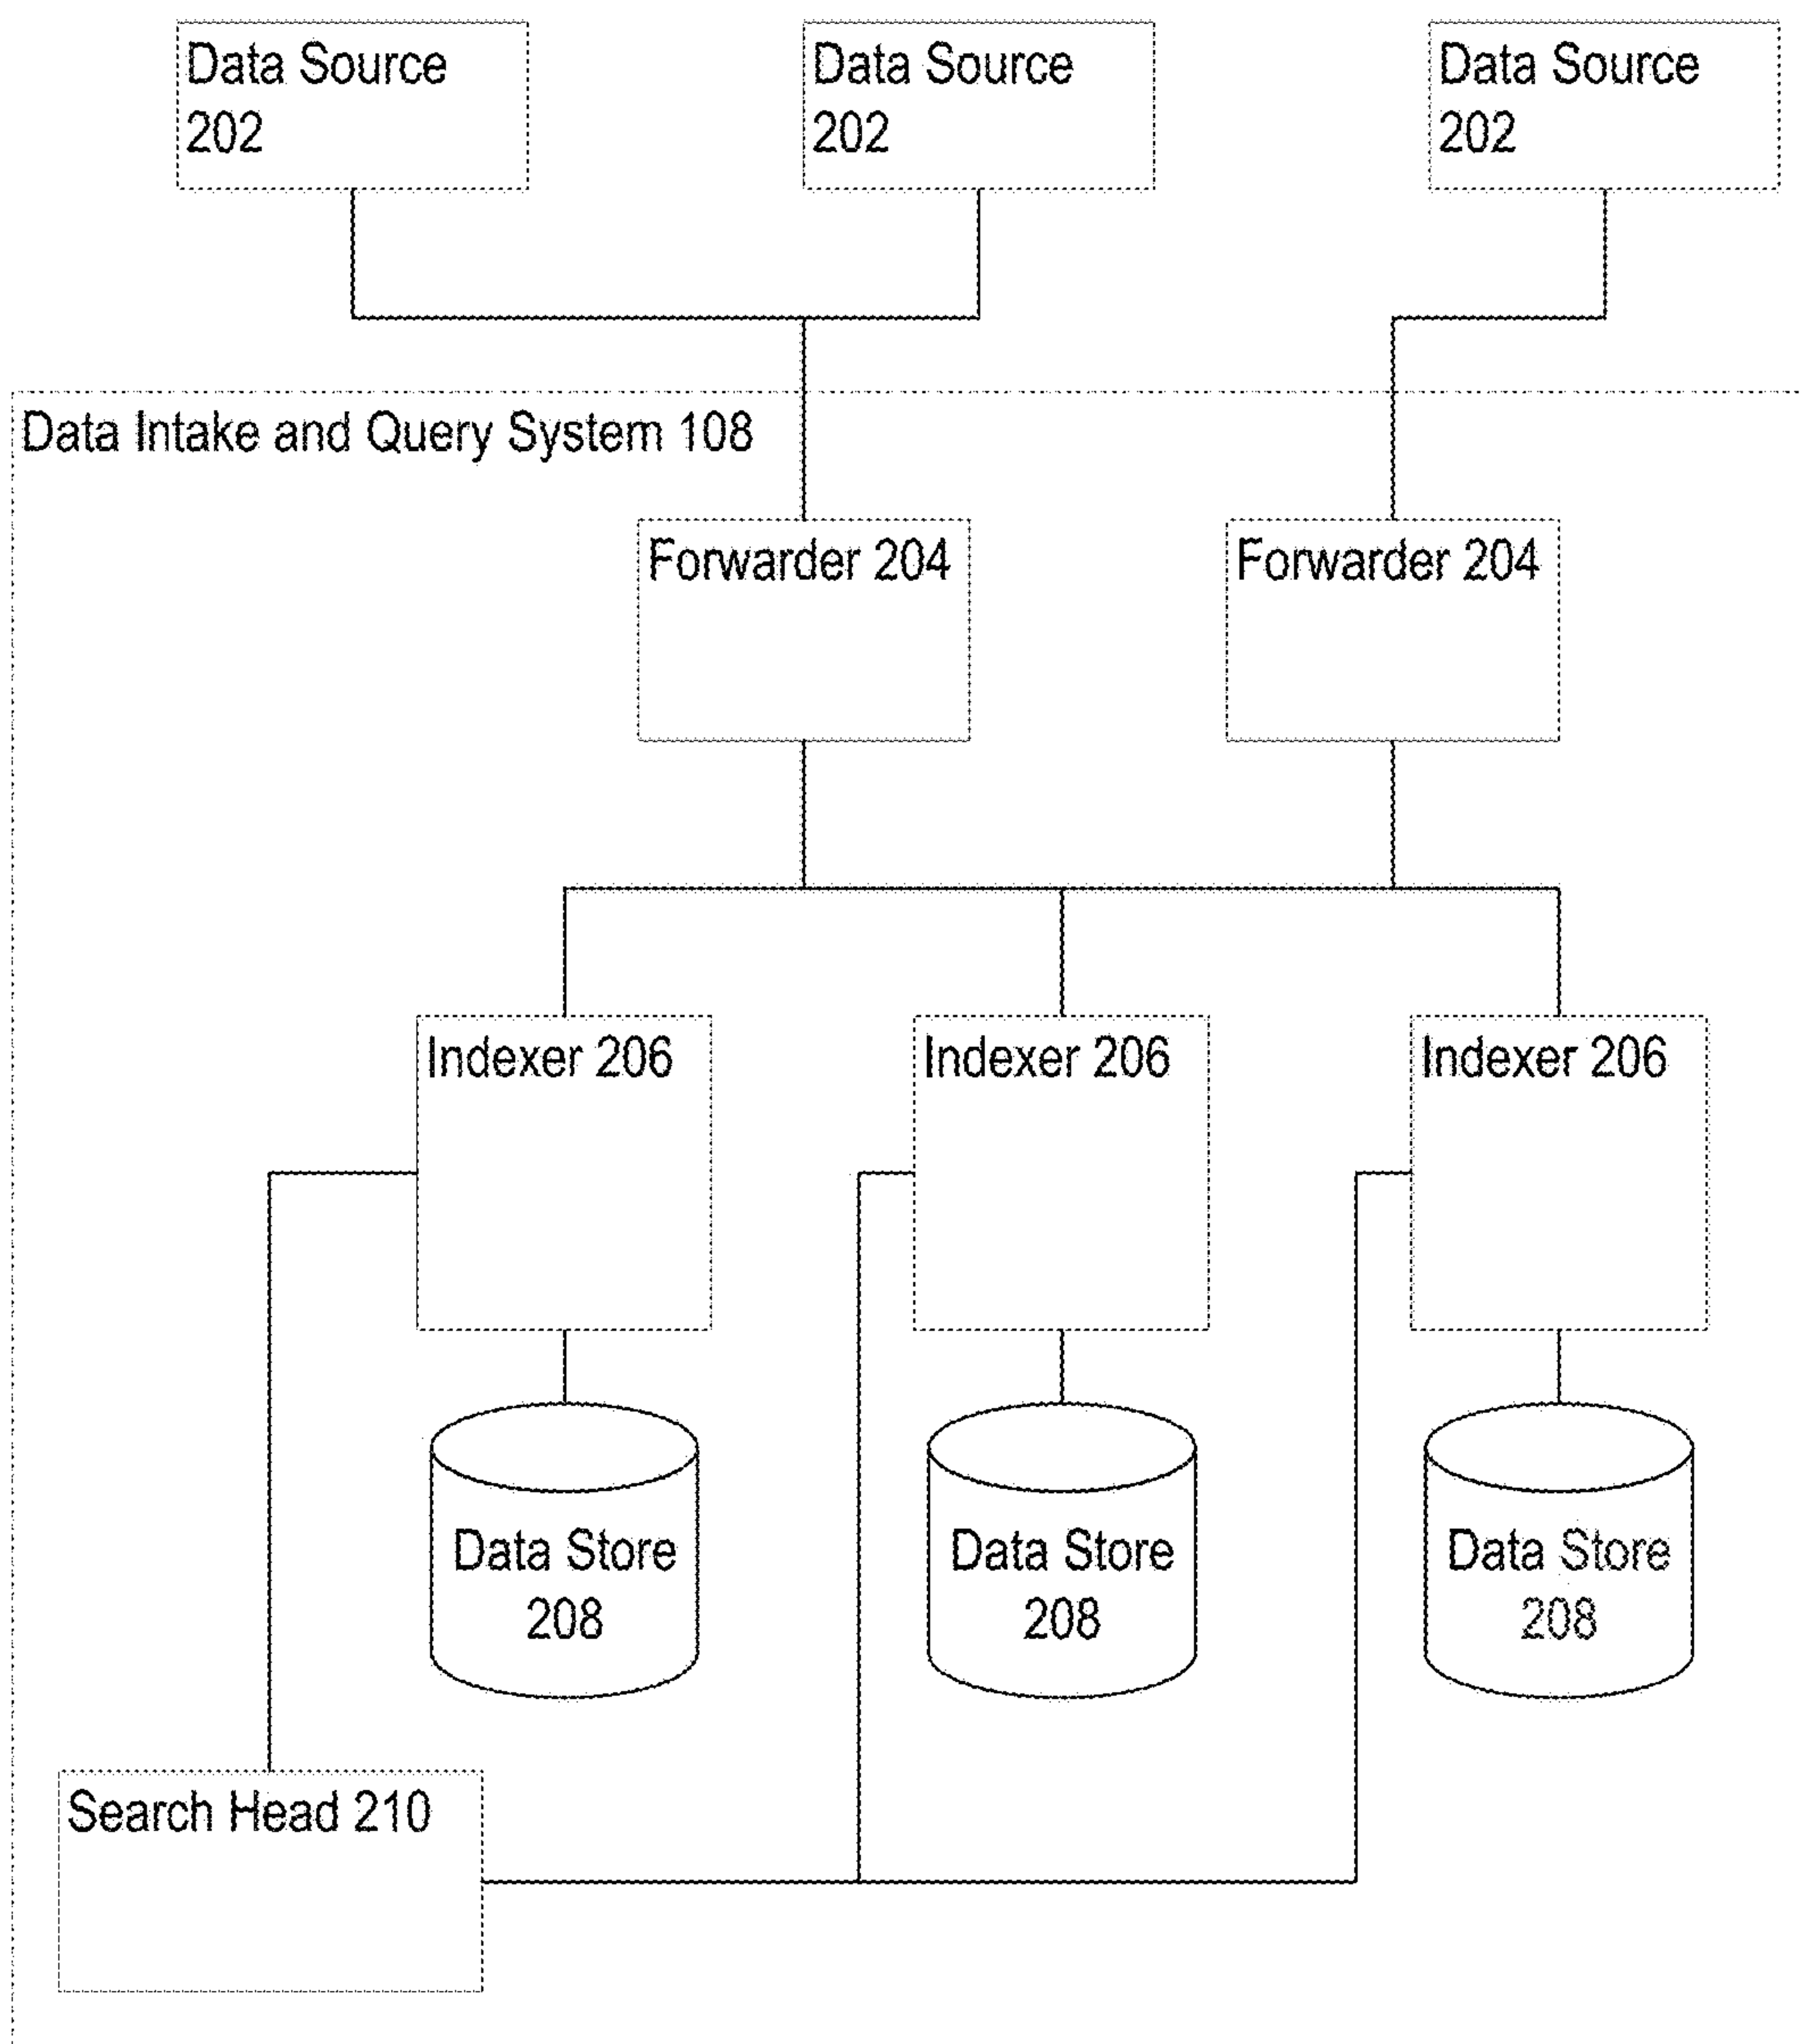 Data Source
202
Data Source
202
Data Source
202
Data Intake and Query System 108
Forwarder 204
Forwarder 204
Indexer 206
Indexer 206
Indexer 206
Data Store
208
Data Store
208
Data Store
208
Search Head 210